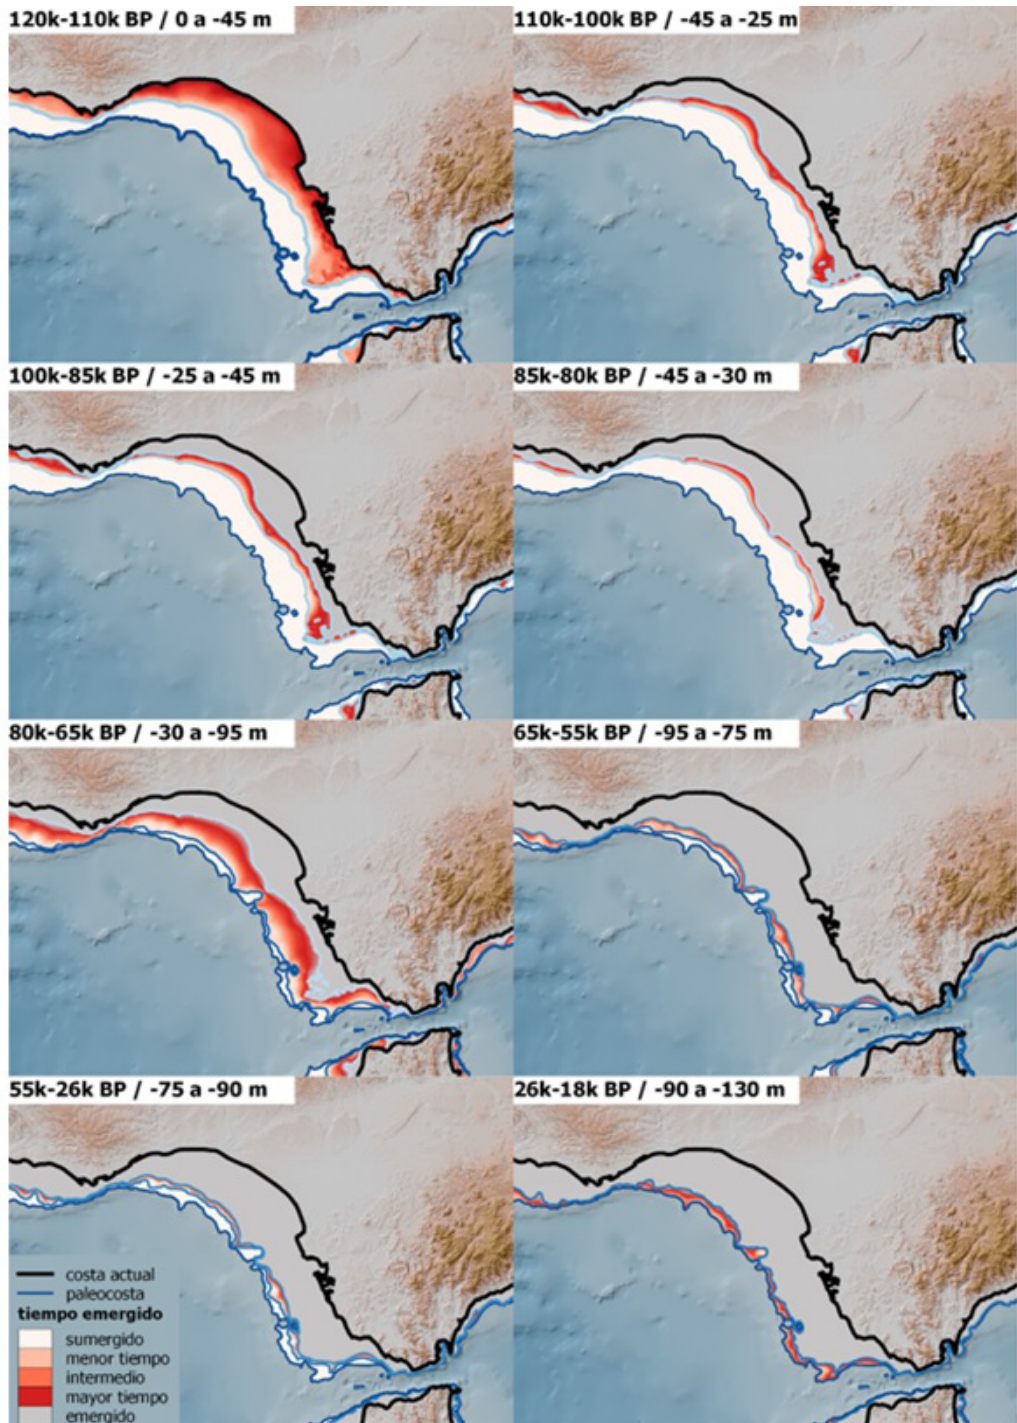 120k-110k BP / 0 a -45 m
110k-100k BP / -45 a -25 m
100k-85k BP / -25 a -45 m
85k-80k BP / -45 a -30 m
80k-65k BP / -30 a -95 m
65k-55k BP / -95 a -75 m
55k-26k BP / -75 a -90 m
26k-18k BP / -90 a -130 m
costa actual
paleocosta
tiempo emergido
sumergido
menor tiempo
intermedio
mayor tiempo
emergido